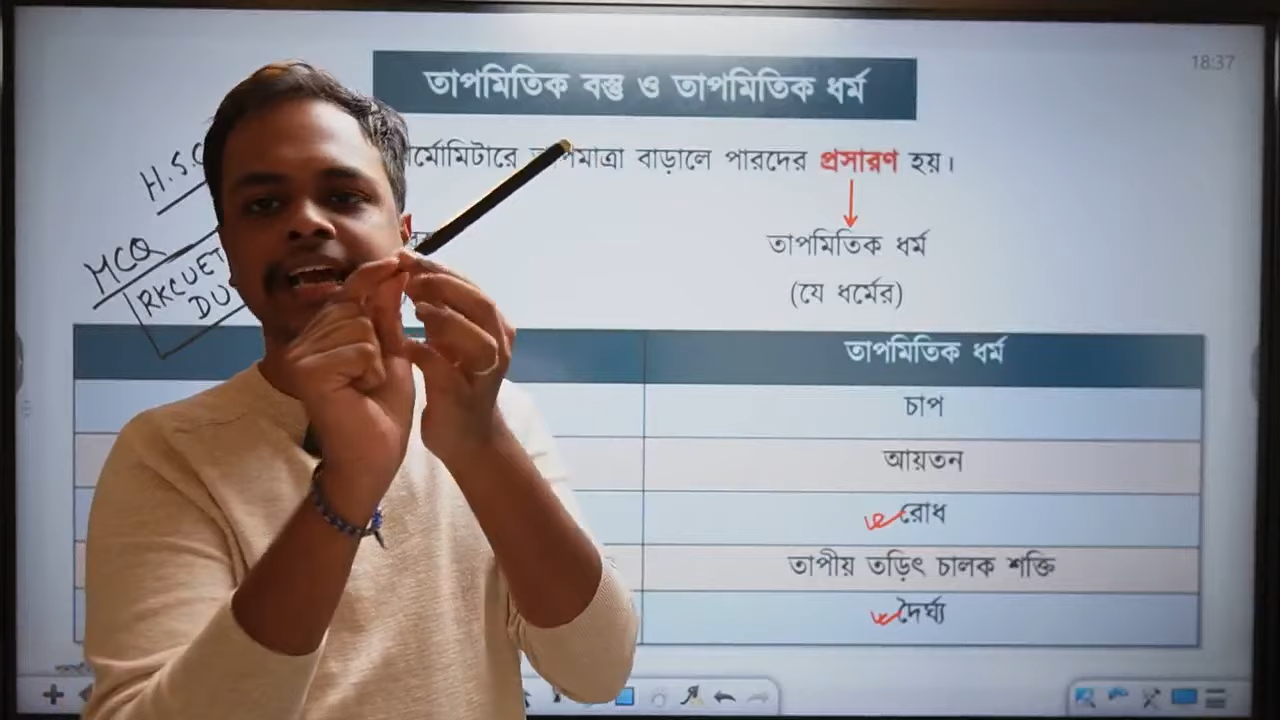 18:37
তাপমিতিক বস্তু ও তাপমিতিক ধর্ম
বাড়ালে পারদের প্রসারণ হয়।
তাপমিতিক ধর্ম
(যে ধর্মের)
MCQ
RKCUET
DU
তাপমিতিক ধর্ম
চাপ
আয়তন
রোধ
তাপীয় তড়িৎ চালক শক্তি
দৈর্ঘ্য